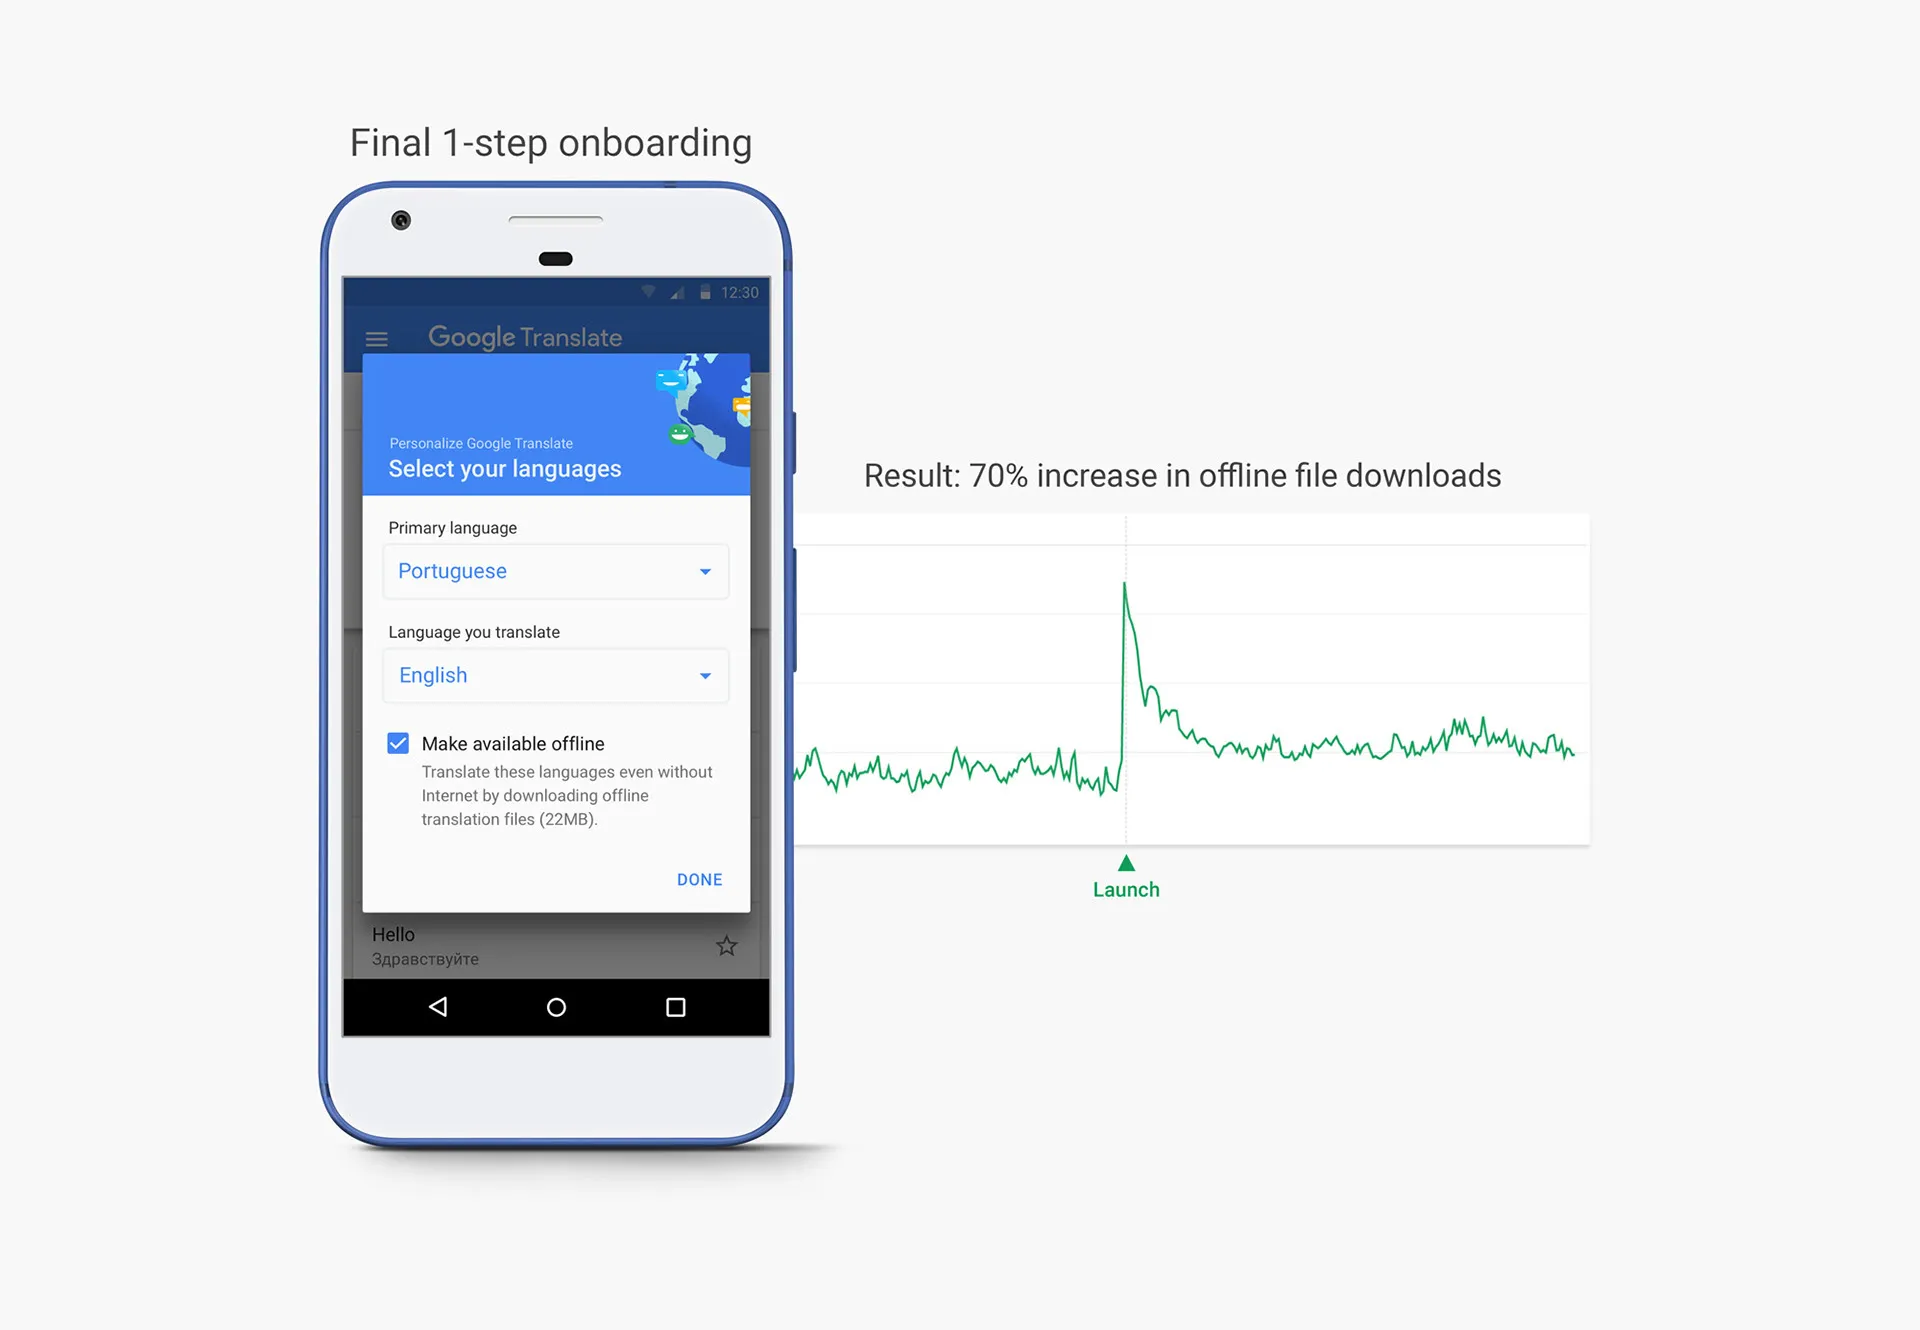 Final 1-step onboarding
12:30
Google Translate
Personalize Google Translate
Select your languages
Primary language
Portuguese
Language you translate
English
Make available offline
Translate these languages even without
Internet by downloading offline
translation files (22MB).
DONE
Hello
Здравствуйте
Result: 70% increase in offline file downloads
Launch